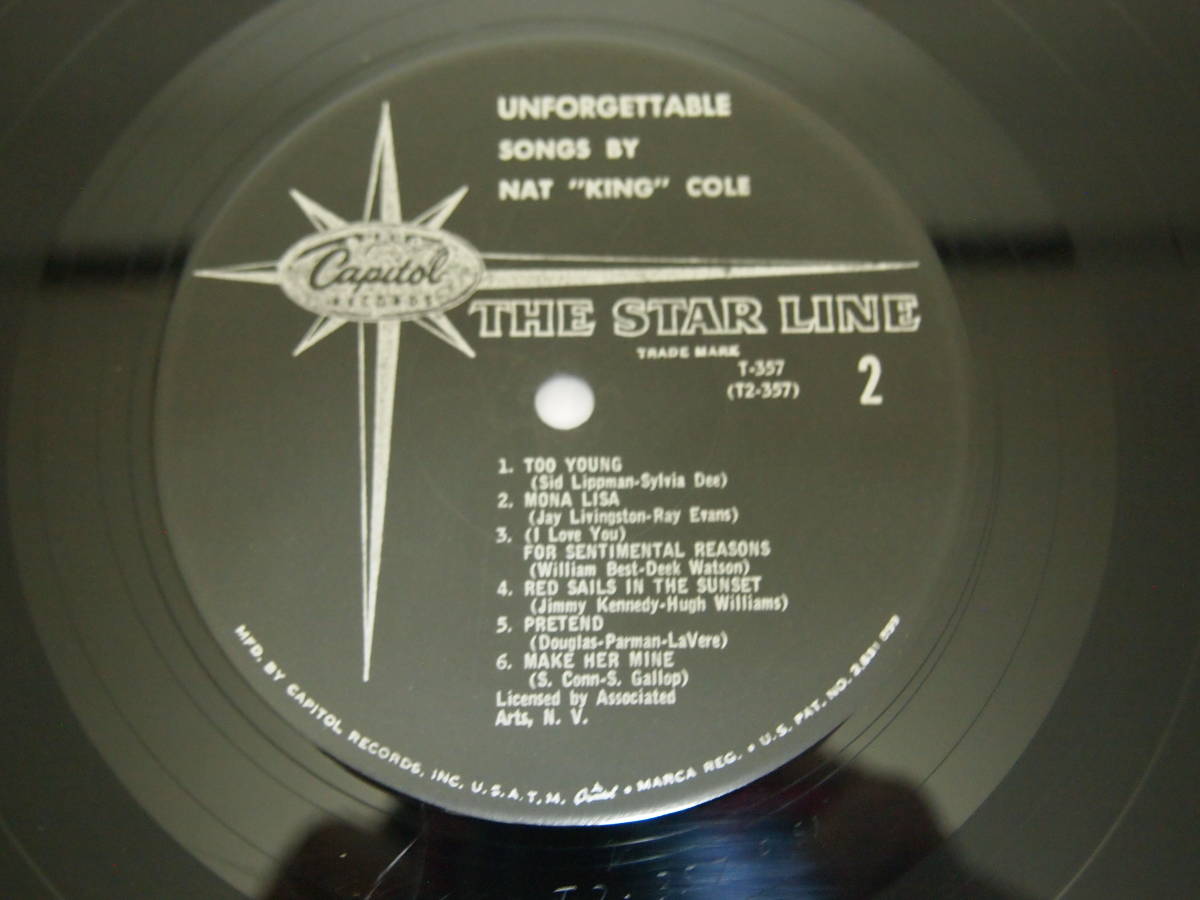 UNFORGETTABLE
SONGS BY
NAT "KING" COLE
Capitol
RECORDS
THE STAR LINE
TRADE MARK
T-357
(T2-357)
2
1. TOO YOUNG
(Sid Lippman-Sylvia Dee)
2. MONA LISA
(Jay Livingston-Ray Evans)
3. (I Love You)
FOR SENTIMENTAL REASONS
(William Best-Deek Watson)
4. RED SAILS IN THE SUNSET
(Jimmy Kennedy-Hugh Williams)
5. PRETEND
(Douglas-Parman-LaVere)
6. MAKE HER MINE
(S. Conn-S. Gallop)
Licensed by Associated
Arts, N. V.
MFD. BY CAPITOL RECORDS, INC. U.S.A. T.M. Capitol • MARCA REG. • U.S. PAT. NO.